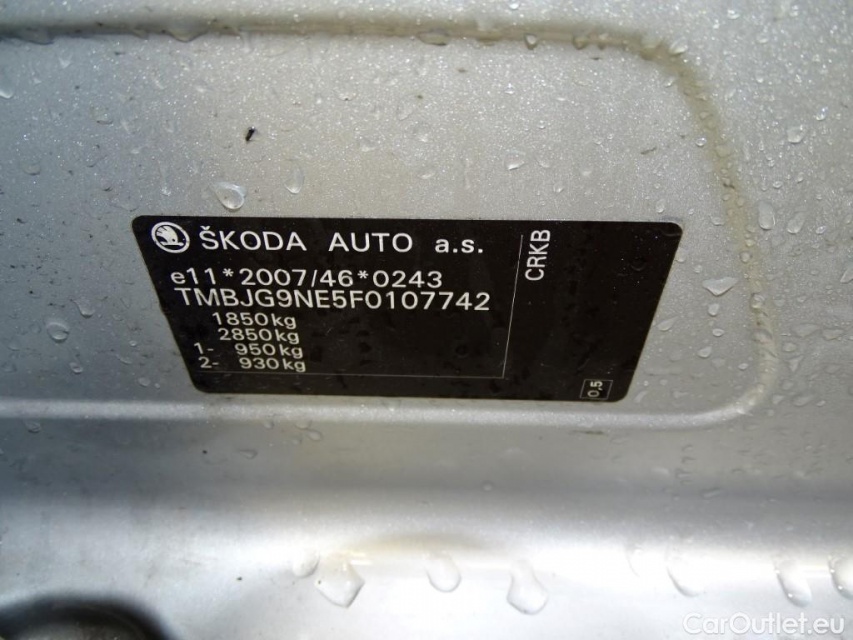 ŠKODA AUTO a.s.
e11*2007/46*0243
TMBJG9NE5F0107742
1850kg
2850kg
1- 950kg
2- 930kg
CRKB
0,5
CarOutlet.eu